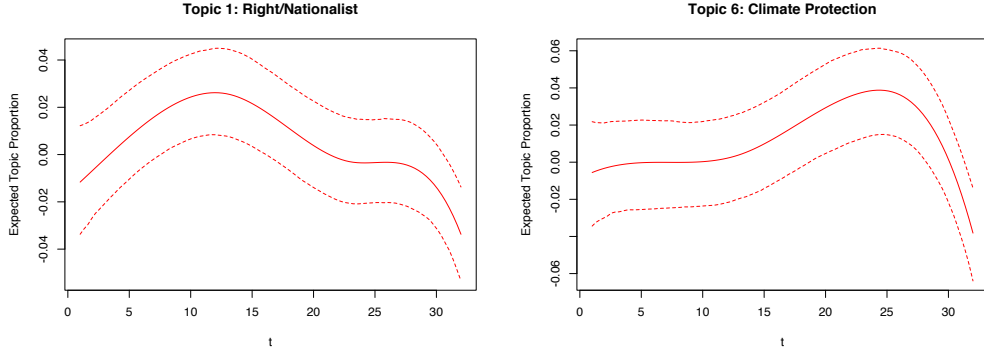 Topic 1: Right/Nationalist
Expected Topic Proportion
0.04
0.02
0.00
-0.02
-0.04
0 5 10 15 20 25 30
t
Topic 6: Climate Protection
Expected Topic Proportion
0.06
0.04
0.02
0.00
-0.02
-0.06
0 5 10 15 20 25 30
t